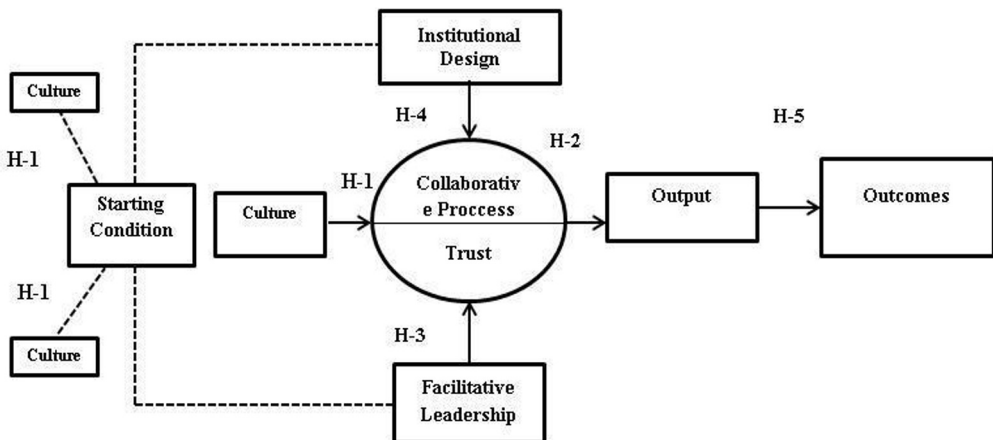 Institutional
Design
Culture
H-1
H-4
H-2
H-5
Starting
Condition
Culture
H-1
Collaborativ
e Proccess
Trust
Output
Outcomes
H-1
Culture
H-3
Facilitative
Leadership